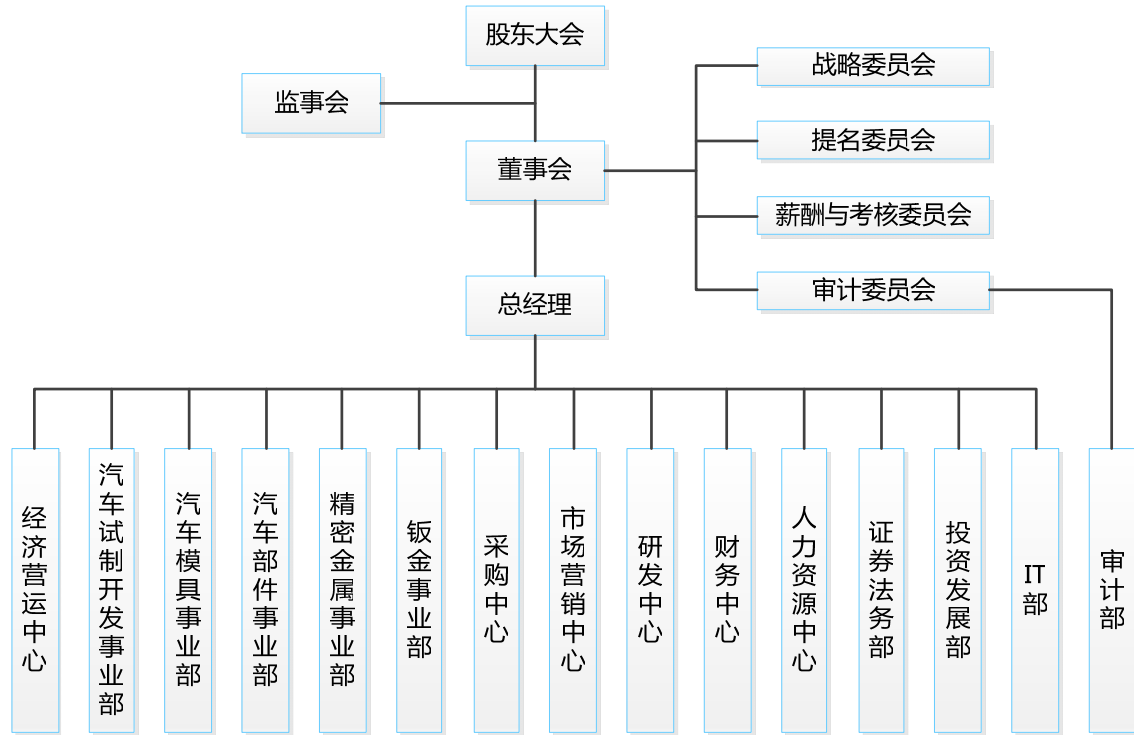 股东大会
监事会
战略委员会
提名委员会
董事会
薪酬与考核委员会
审计委员会
总经理
经济营运中心
汽车试制开发事业部
汽车模具事业部
汽车部件事业部
精密金属事业部
钣金事业部
采购中心
市场营销中心
研发中心
财务中心
人力资源中心
证券法务部
投资发展部
IT部
审计部